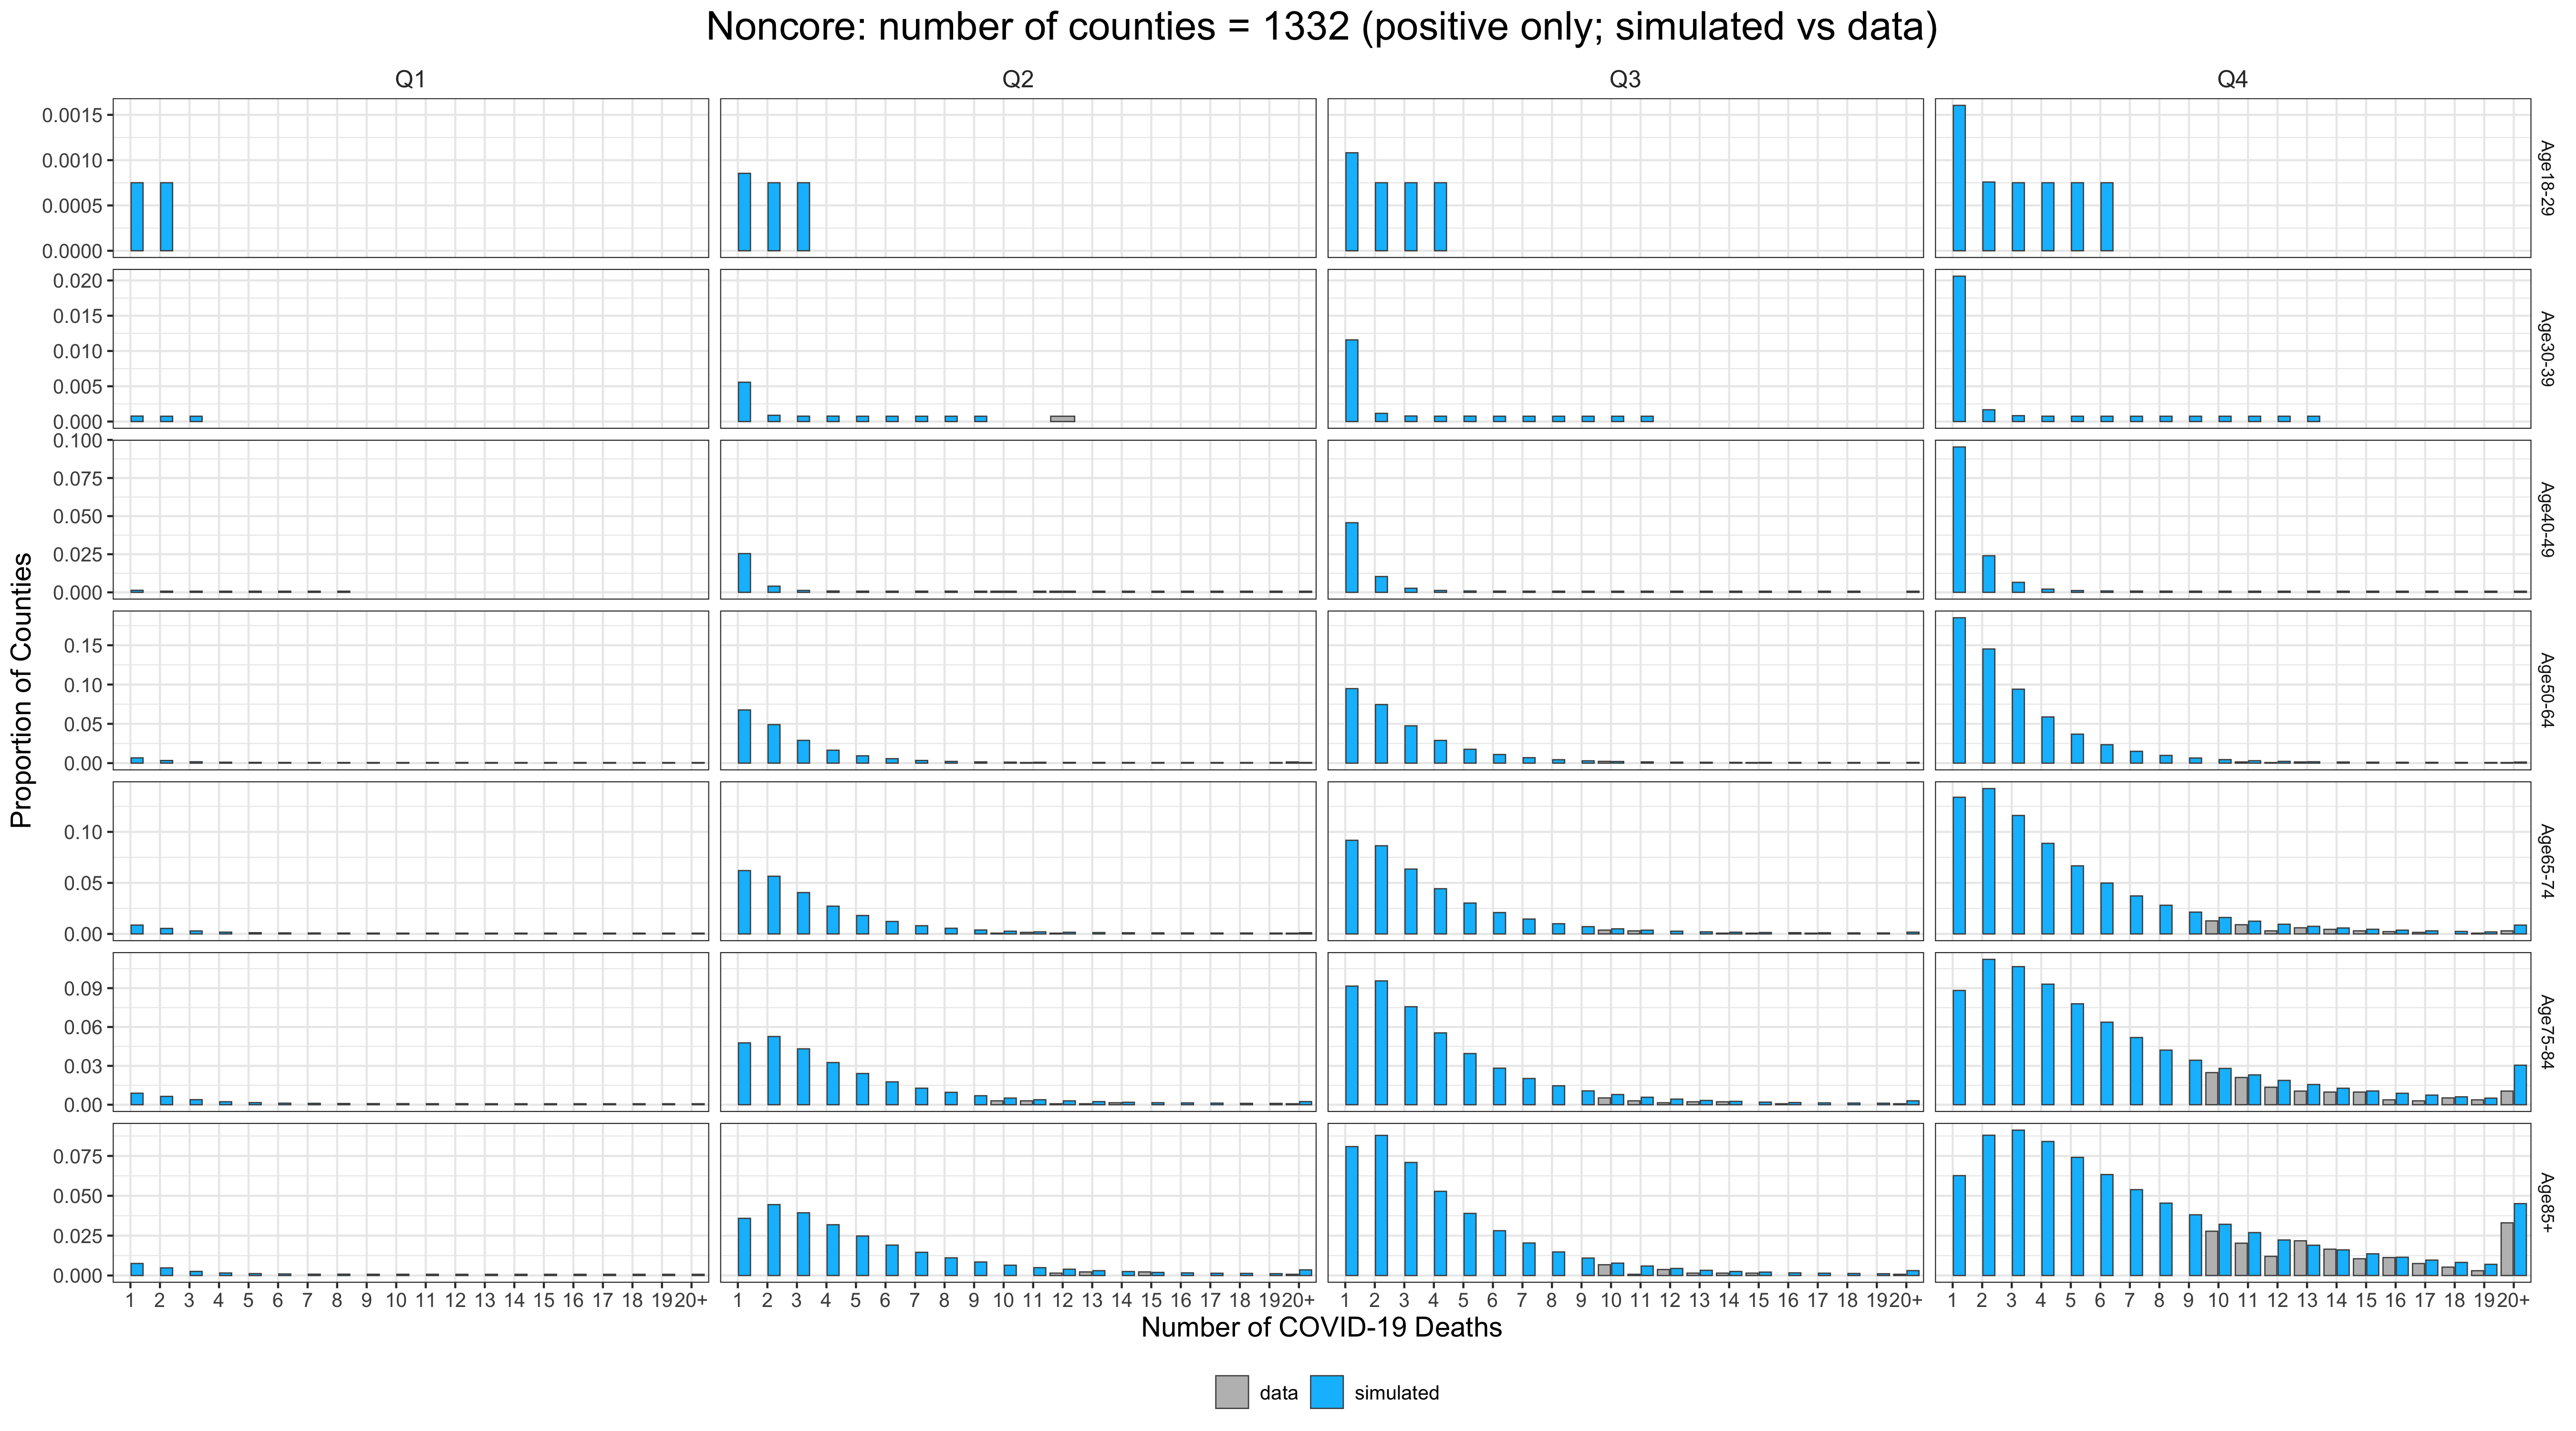 Noncore: number of counties = 1332 (positive only; simulated vs data)
Q1 Q2 Q3 Q4
0.0015
0.0010
0.0005
0.0000
Age18-29
0.020
0.015
0.010
0.005
0.000
Age30-39
0.100
0.075
0.050
0.025
0.000
Age40-49
0.15
0.10
0.05
0.00
Age50-64
0.10
0.05
0.00
Age65-74
0.09
0.06
0.03
0.00
Age75-84
0.075
0.050
0.025
0.000
Age85+
Proportion of Counties
1 2 3 4 5 6 7 8 9 10 11 12 13 14 15 16 17 18 19 20+
1 2 3 4 5 6 7 8 9 10 11 12 13 14 15 16 17 18 19 20+
1 2 3 4 5 6 7 8 9 10 11 12 13 14 15 16 17 18 19 20+
1 2 3 4 5 6 7 8 9 10 11 12 13 14 15 16 17 18 19 20+
Number of COVID-19 Deaths
data simulated